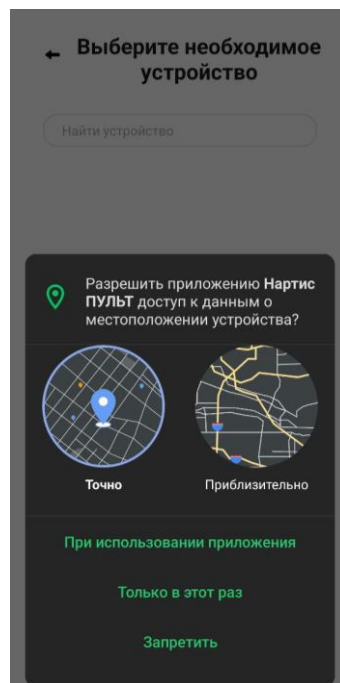 Выберите необходимое
устройство
Найти устройство
Разрешить приложению Нартис
ПУЛЬТ доступ к данным о
местоположении устройства?
Точно
Приблизительно
При использовании приложения
Только в этот раз
Запретить